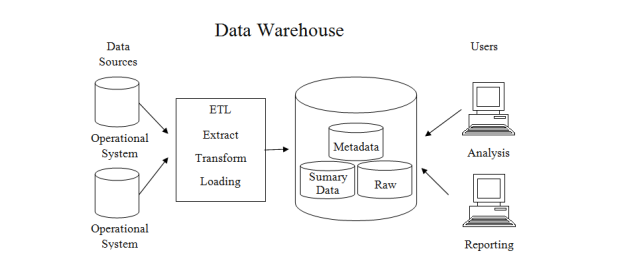 Data Warehouse
Data
Sources
Users
Operational
System
Operational
System
ETL
Extract
Transform
Loading
Metadata
Sumary
Data
Raw
Analysis
Reporting